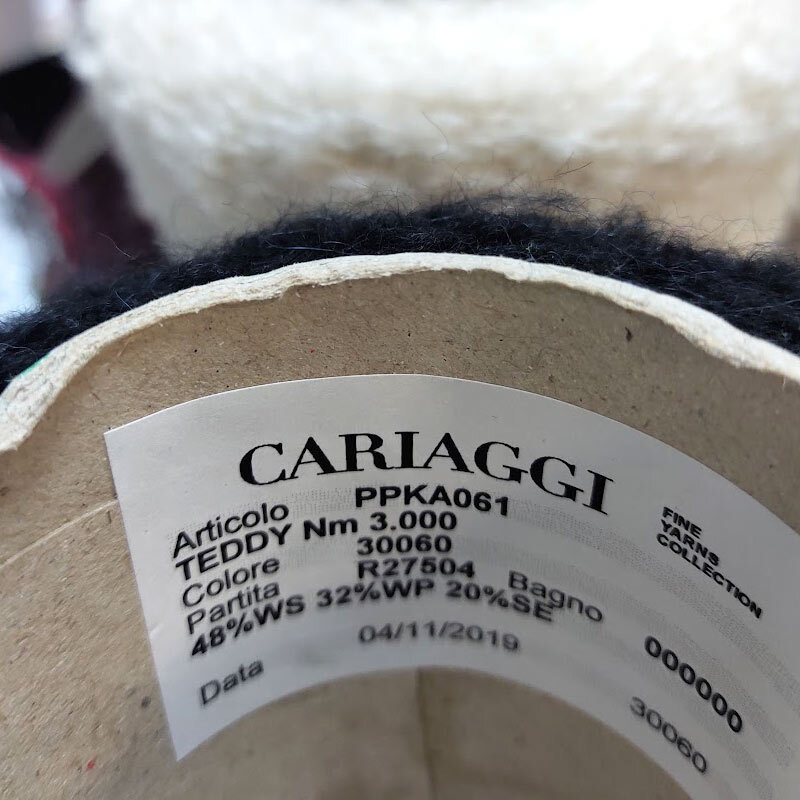 CARIAGGI
FINE
YARNS
COLLECTION
Articolo PPKA061
TEDDY Nm 3.000
Colore 30060
Partita R27504 Bagno 000000
48%WS 32%WP 20%SE
Data 04/11/2019 30060